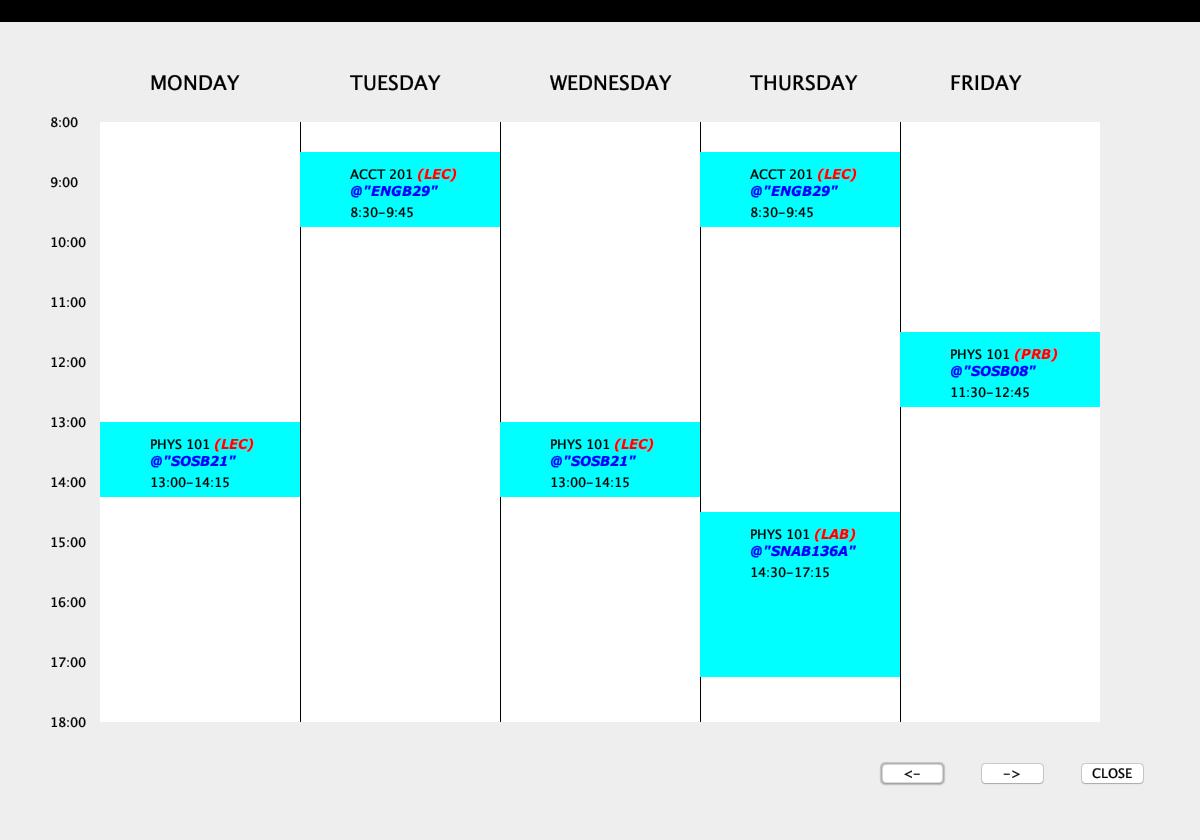 MONDAY TUESDAY WEDNESDAY THURSDAY FRIDAY
8:00
ACCT 201 (LEC)
@"ENGB29"
8:30-9:45
ACCT 201 (LEC)
@"ENGB29"
8:30-9:45
9:00
10:00
11:00
PHYS 101 (PRB)
@"SOSB08"
11:30-12:45
12:00
13:00
PHYS 101 (LEC)
@"SOSB21"
13:00-14:15
PHYS 101 (LEC)
@"SOSB21"
13:00-14:15
14:00
PHYS 101 (LAB)
@"SNAB136A"
14:30-17:15
15:00
16:00
17:00
18:00
<- -> CLOSE